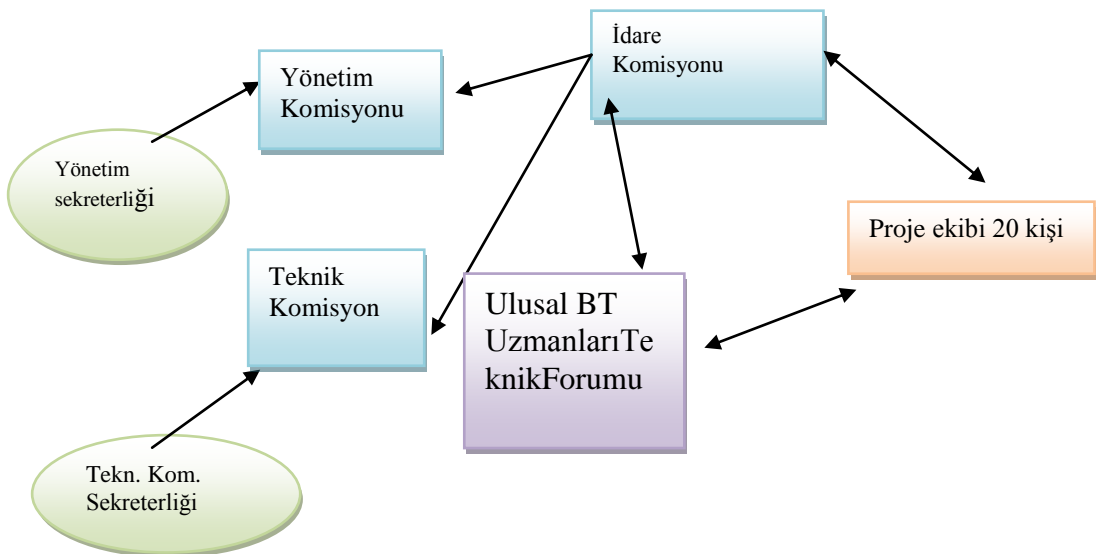 İdare
Komisyonu
Yönetim
Komisyonu
Yönetim
sekreterliği
Proje ekibi 20 kişi
Teknik
Komisyon
Ulusal BT
UzmanlarıTe
knikForumu
Tekn. Kom.
Sekreterliği